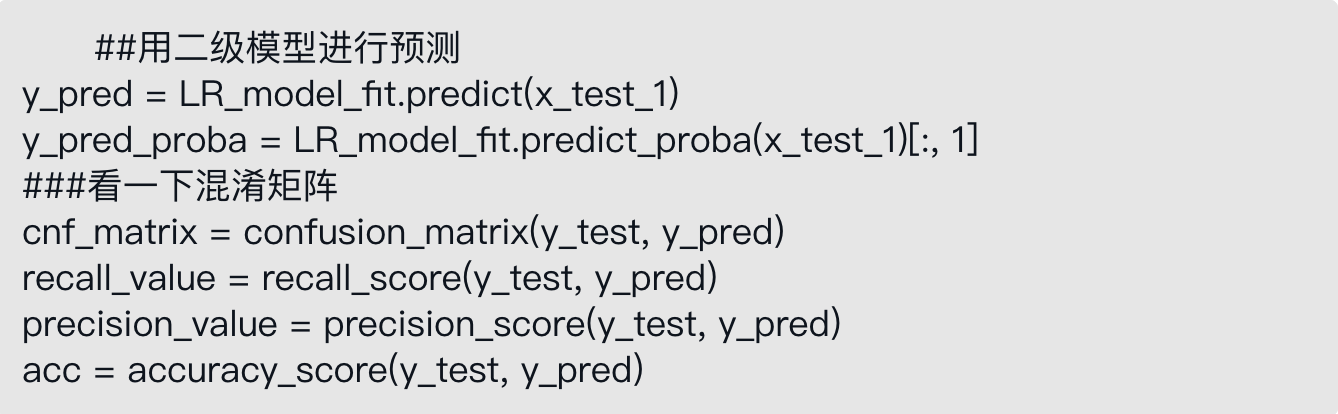 ##用二级模型进行预测
y_pred = LR_model_fit.predict(x_test_1)
y_pred_proba = LR_model_fit.predict_proba(x_test_1)[:, 1]
###看一下混淆矩阵
cnf_matrix = confusion_matrix(y_test, y_pred)
recall_value = recall_score(y_test, y_pred)
precision_value = precision_score(y_test, y_pred)
acc = accuracy_score(y_test, y_pred)